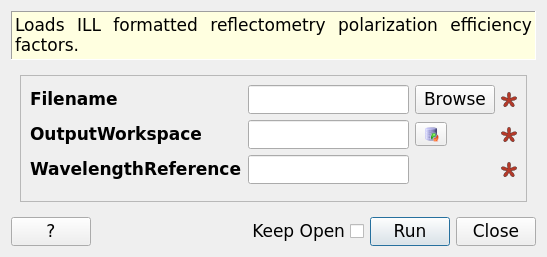 Loads ILL formatted reflectometry polarization efficiency
factors.
Filename
Browse
OutputWorkspace
WavelengthReference
?
Keep Open
Run
Close